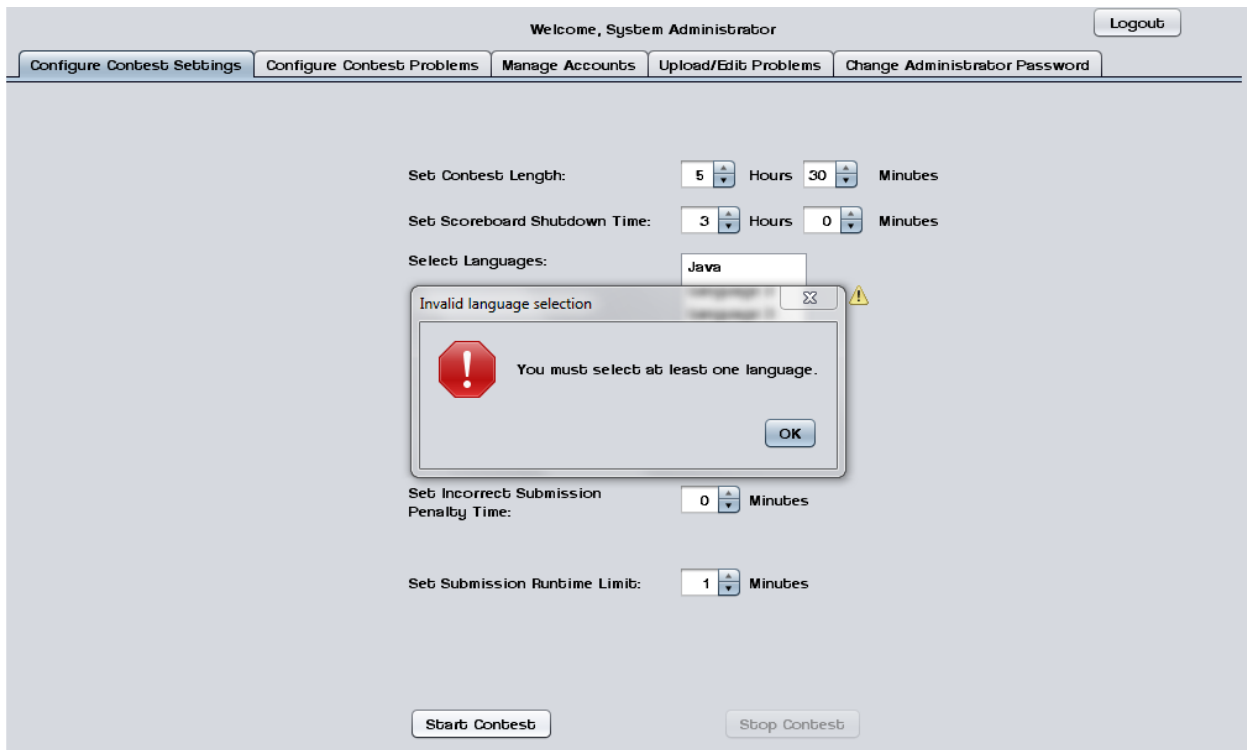 Welcome, System Administrator
Logout
Configure Contest Settings Configure Contest Problems Manage Accounts Upload/Edit Problems Change Administrator Password
Set Contest Length: 5 Hours 30 Minutes
Set Scoreboard Shutdown Time: 3 Hours 0 Minutes
Select Languages: Java
Invalid language selection
You must select at least one language.
OK
Set Incorrect Submission
Penalty Time: 0 Minutes
Set Submission Runtime Limit: 1 Minutes
Start Contest Stop Contest